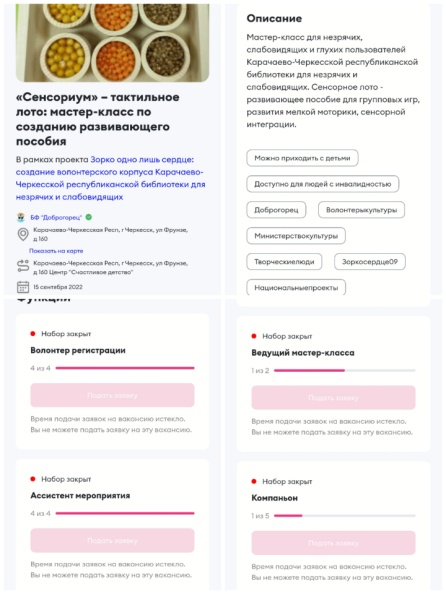 «Сенсориум» – тактильное
лото: мастер-класс по
созданию развивающего
пособия
В рамках проекта Зорко одно лишь сердце:
создание волонтерского корпуса Карачаево-
Черкесской республиканской библиотеки для
незрячих и слабовидящих
БФ "Доброгорец"
Карачаево-Черкесская Респ, г Черкесск, ул Фрунзе,
д 160
Показать на карте
Карачаево-Черкесская Респ, г Черкесск, ул Фрунзе,
д 160 Центр "Счастливое детство"
15 сентября 2022
Описание
Мастер-класс для незрячих,
слабовидящих и глухих пользователей
Карачаево-Черкесской республиканской
библиотеки для незрячих и
слабовидящих. Сенсорное лото -
развивающее пособие для групповых игр,
развития мелкой моторики, сенсорной
интеграции.
Можно приходить с детьми
Доступно для людей с инвалидностью
Доброгорец
Волонтерыкультуры
Министерствокультуры
Творческиелюди
Зоркосердце09
Национальныепроекты
Функции
Набор закрыт
Волонтер регистрации
4 из 4
Подать заявку
Время подачи заявок на вакансию истекло.
Вы не можете подать заявку на эту вакансию.
Набор закрыт
Ассистент мероприятия
4 из 4
Подать заявку
Время подачи заявок на вакансию истекло.
Вы не можете подать заявку на эту вакансию.
Набор закрыт
Ведущий мастер-класса
1 из 2
Подать заявку
Время подачи заявок на вакансию истекло.
Вы не можете подать заявку на эту вакансию.
Набор закрыт
Компаньон
1 из 5
Подать заявку
Время подачи заявок на вакансию истекло.
Вы не можете подать заявку на эту вакансию.